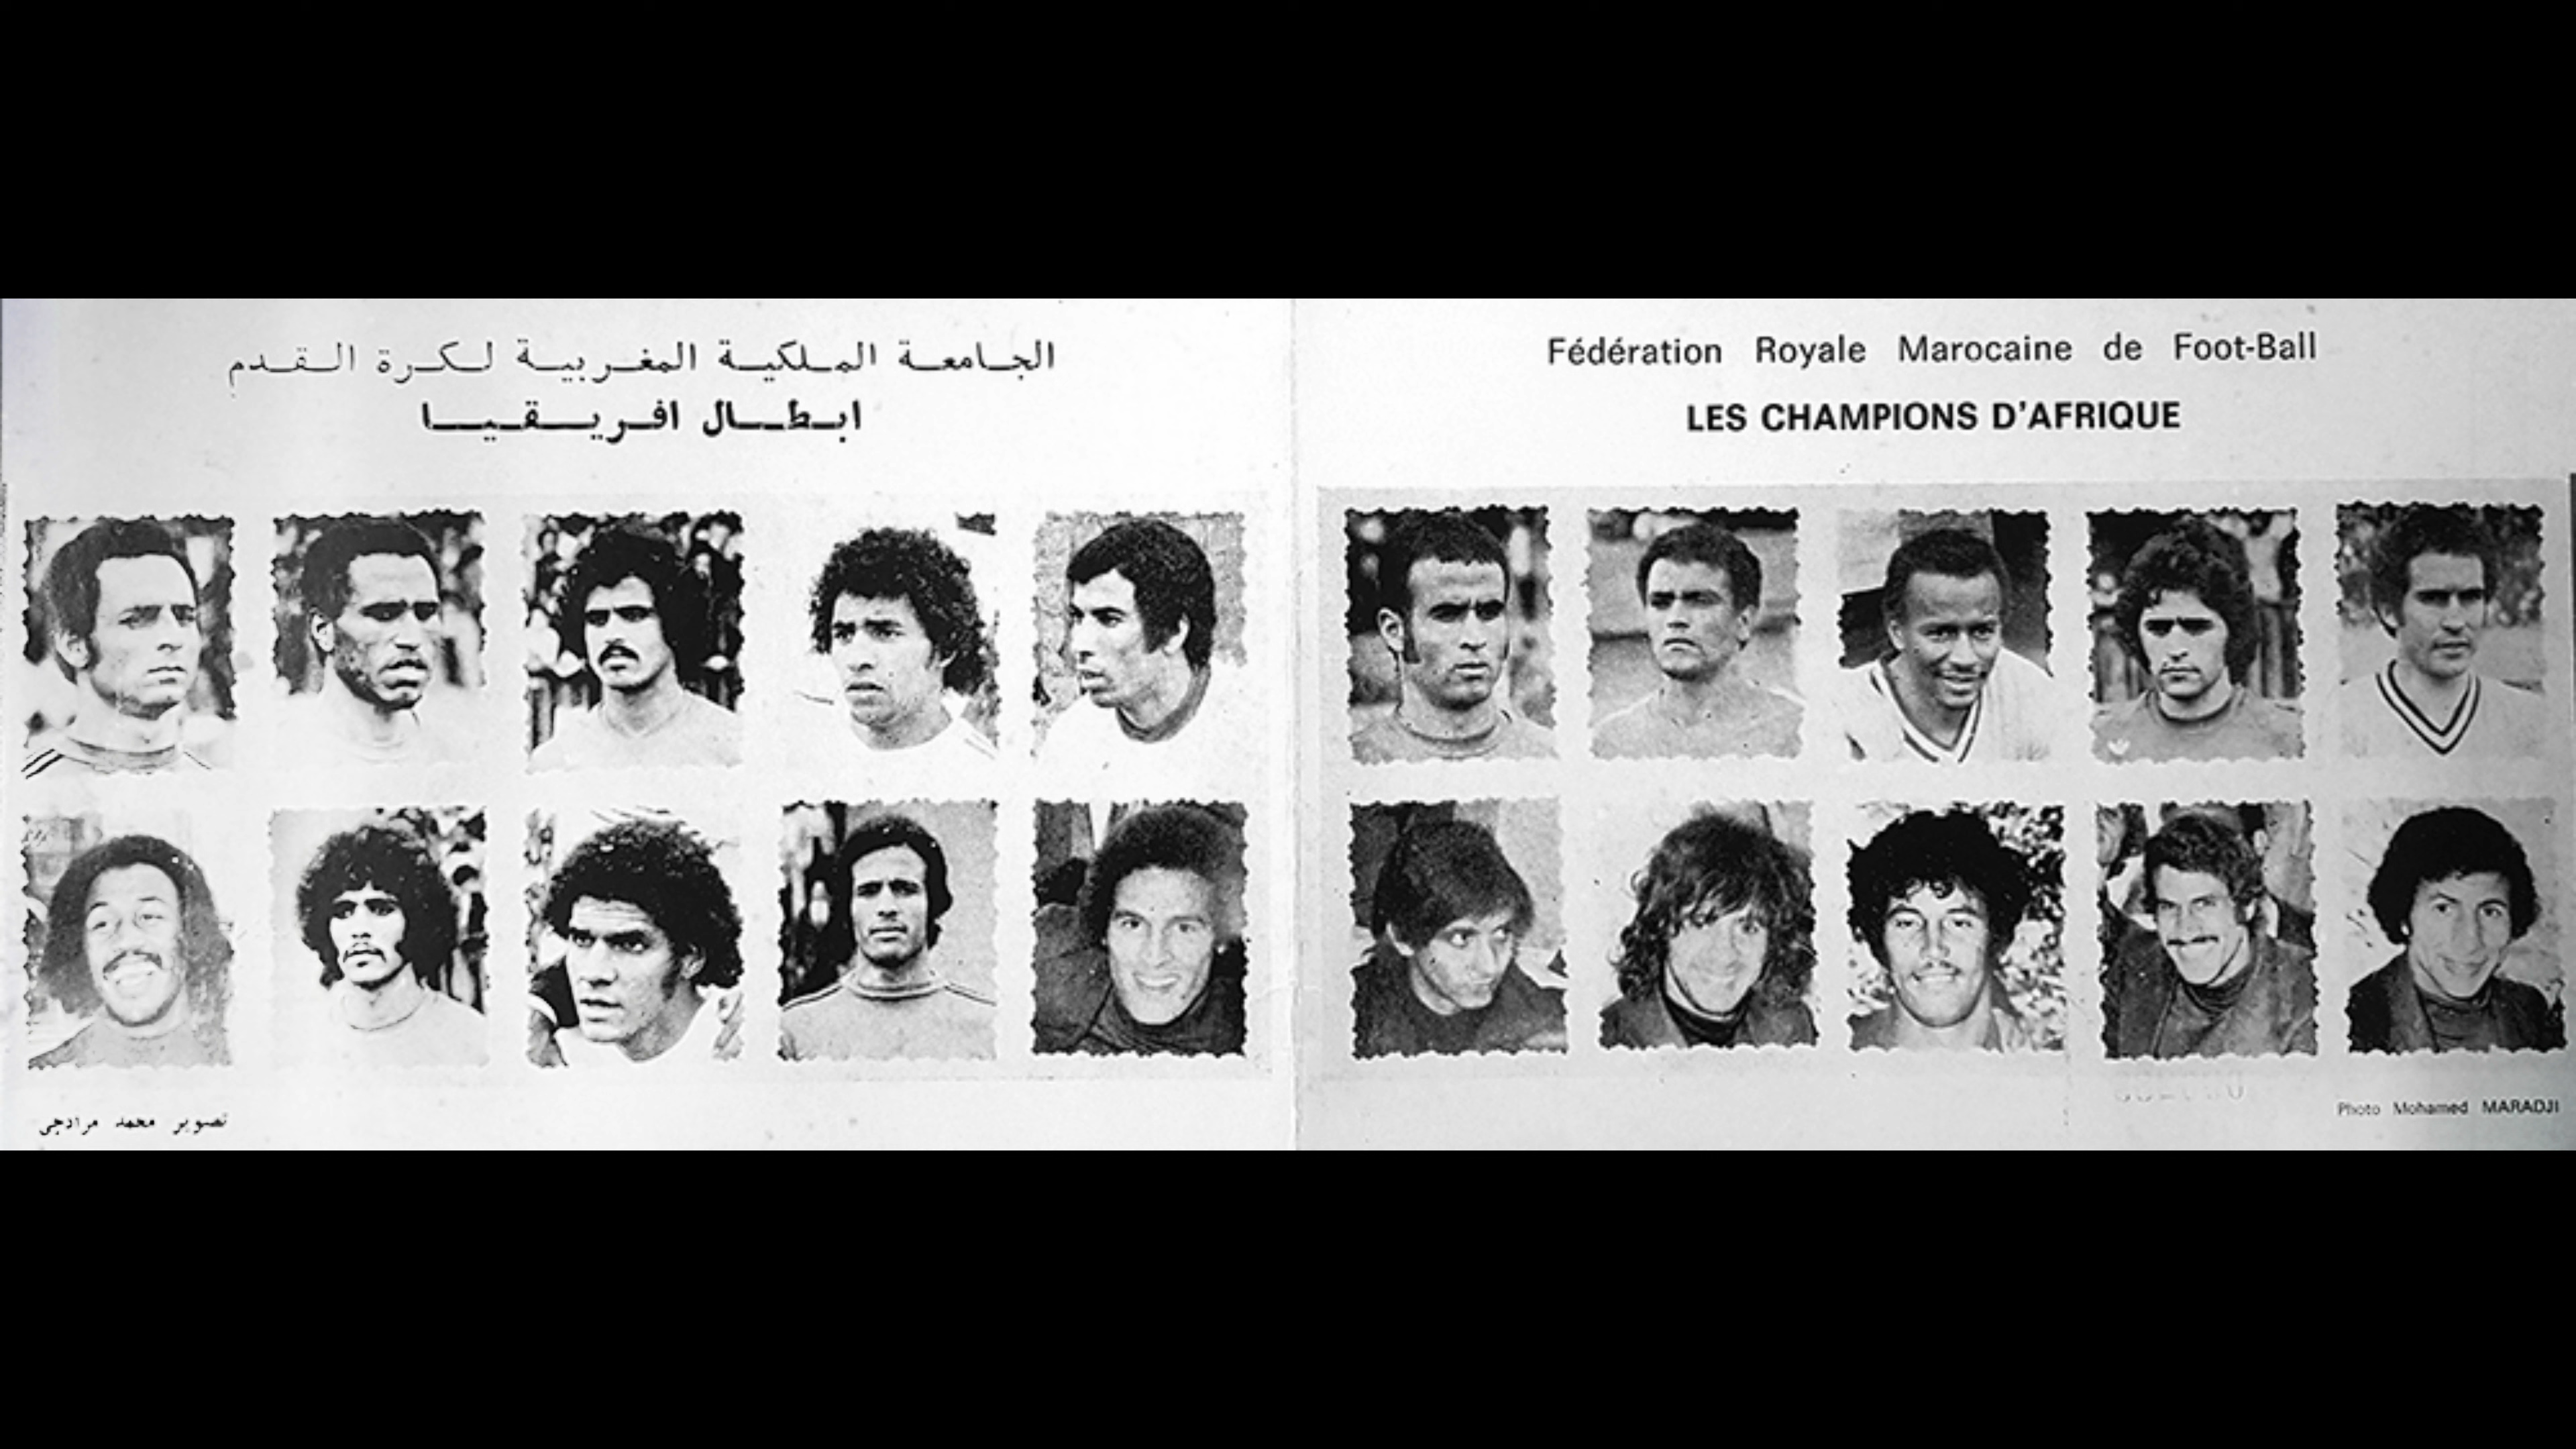 الجامعة الملكية المغربية لكرة القدم
ابطال افريقيا
تصوير محمد مرادجي
Fédération Royale Marocaine de Foot-Ball
LES CHAMPIONS D'AFRIQUE
Photo Mohamed MARADJI